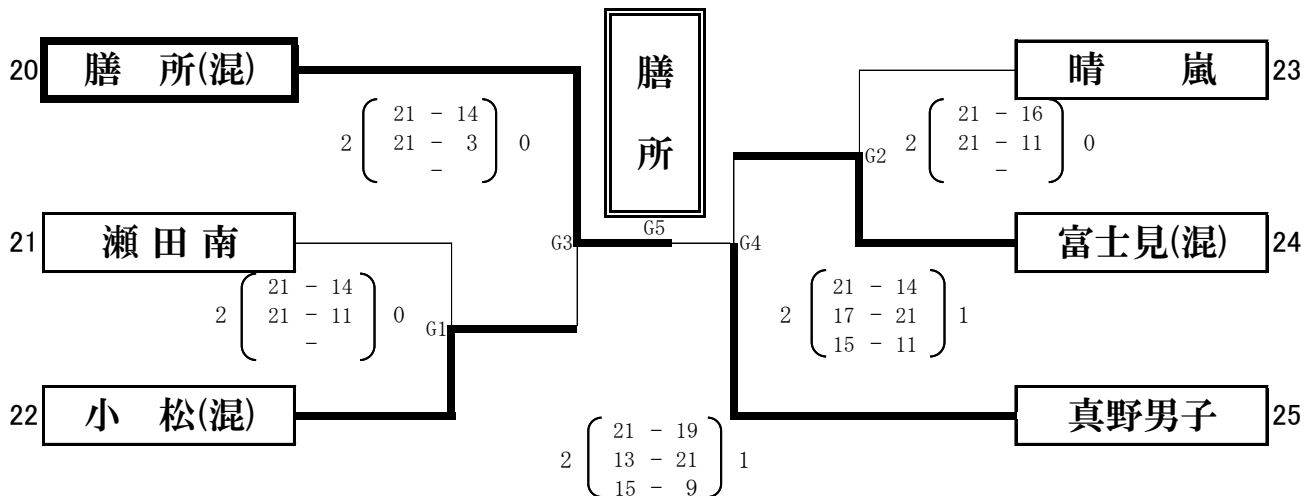 20 膳 所(混)
膳所
晴 嵐 23
2 21 - 14 0
21 - 3
-
G2 2 21 - 16 0
21 - 11
-
21 瀬田南
G3 G5 G4
富士見(混) 24
2 21 - 14 0
21 - 11
-
G1
2 21 - 14 1
17 - 21
15 - 11
22 小 松(混)
真野男子 25
2 21 - 19 1
13 - 21
15 - 9